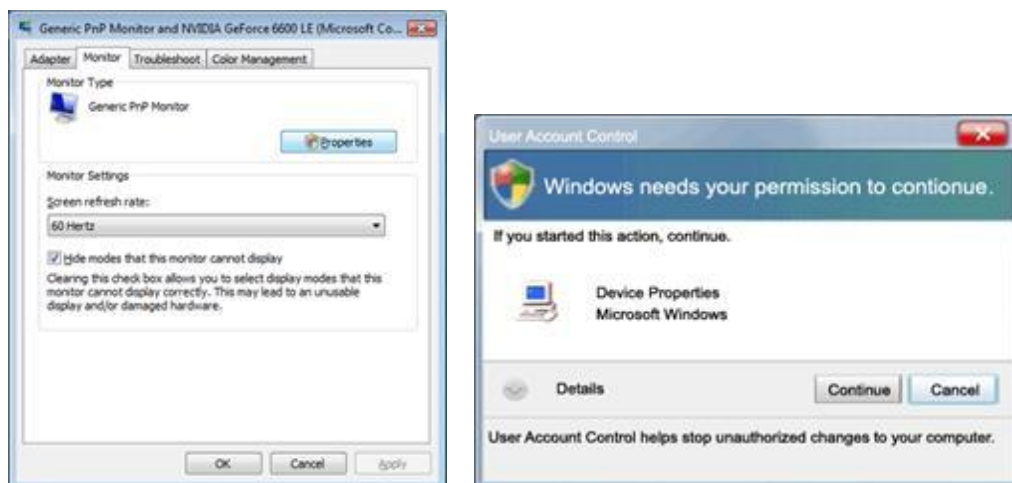 Generic PnP Monitor and NVIDIA GeForce 6600 LE (Microsoft Co...
Adapter Monitor Troubleshoot Color Management
Monitor Type
Generic PnP Monitor
Properties
Monitor Settings
Screen refresh rate:
60 Hertz
Hide modes that this monitor cannot display
Clearing this check box allows you to select display modes that this
monitor cannot display correctly. This may lead to an unusable
display and/or damaged hardware.
OK Cancel Apply
User Account Control
Windows needs your permission to contionue.
If you started this action, continue.
Device Properties
Microsoft Windows
Details Continue Cancel
User Account Control helps stop unauthorized changes to your computer.